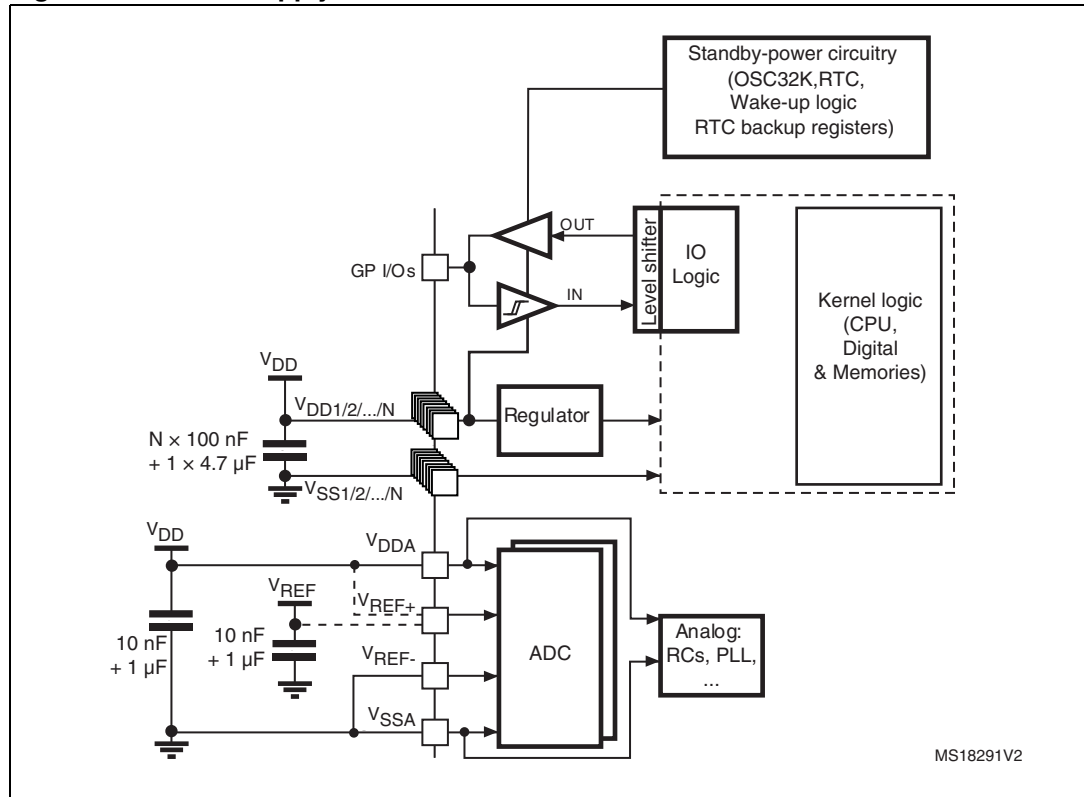 Standby-power circuitry
(OSC32K,RTC,
Wake-up logic
RTC backup registers)
OUT
Level shifter
IO
Logic
GP I/Os
IN
Kernel logic
(CPU,
Digital
& Memories)
VDD
VDD1/2/.../N
Regulator
N × 100 nF
+ 1 × 4.7 µF
VSS1/2/.../N
VDD
VDDA
VREF
VREF+
10 nF
+ 1 µF
10 nF
+ 1 µF
VREF-
ADC
Analog:
RCs, PLL,
...
VSSA
MS18291V2